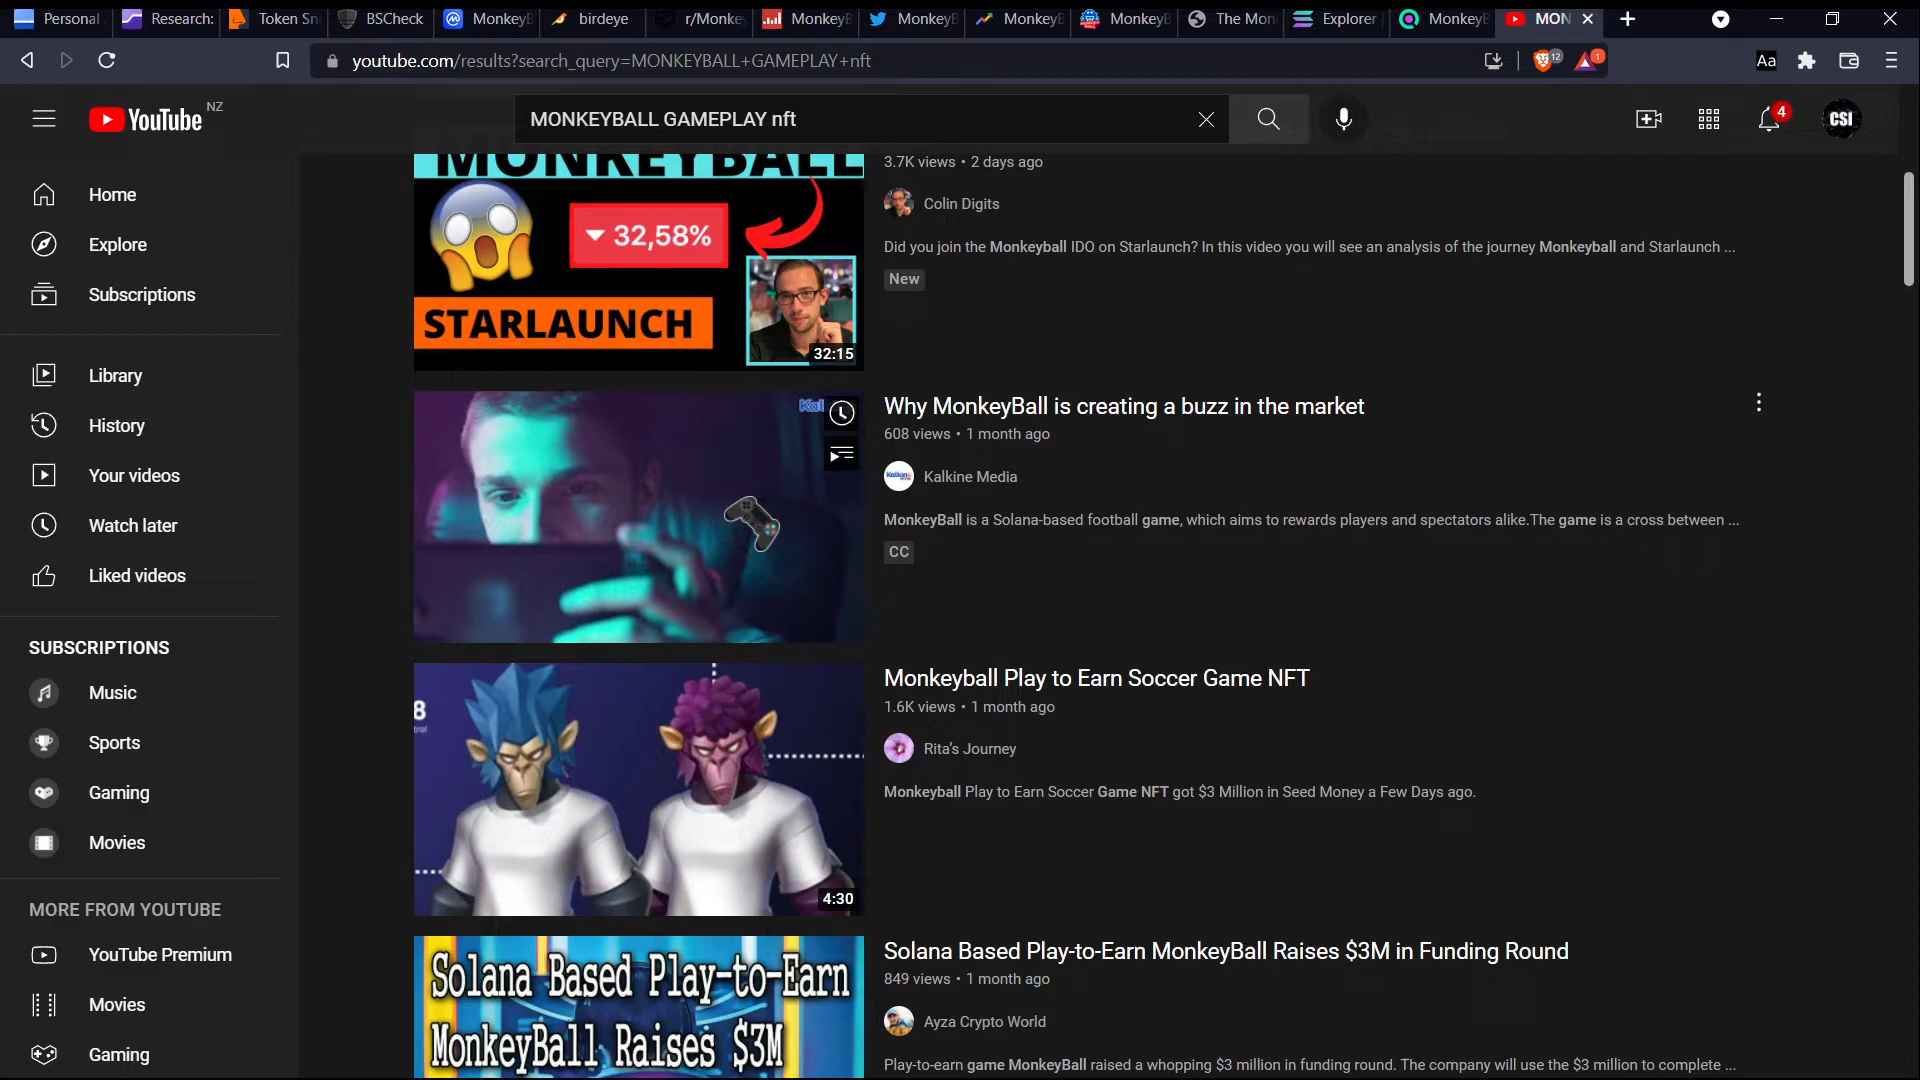 Personal
Research:
Token Sn
BSCheck
MonkeyB
birdeye
r/Monke
MonkeyB
MonkeyB
MonkeyE
MonkeyB
The Mon
Explorer
MonkeyB
MON
youtube.com/results?search_query=MONKEYBALL+GAMEPLAY+nft
12
1
Aa
YouTube
NZ
MONKEYBALL GAMEPLAY nft
4
CSI
Home
Explore
Subscriptions
Library
History
Your videos
Watch later
Liked videos
SUBSCRIPTIONS
Music
Sports
Gaming
Movies
MORE FROM YOUTUBE
YouTube Premium
Movies
Gaming
MONKEYBALL
32,58%
STARLAUNCH
32:15
3.7K views • 2 days ago
Colin Digits
Did you join the Monkeyball IDO on Starlaunch? In this video you will see an analysis of the journey Monkeyball and Starlaunch ...
New
Kal
Why MonkeyBall is creating a buzz in the market
608 views • 1 month ago
Kalkine
Kalkine Media
MonkeyBall is a Solana-based football game, which aims to rewards players and spectators alike.The game is a cross between ...
CC
8
4:30
Monkeyball Play to Earn Soccer Game NFT
1.6K views • 1 month ago
Rita's Journey
Monkeyball Play to Earn Soccer Game NFT got $3 Million in Seed Money a Few Days ago.
Solana Based Play-to-Earn
MonkeyBall Raises $3M
Solana Based Play-to-Earn MonkeyBall Raises $3M in Funding Round
849 views • 1 month ago
Ayza Crypto World
Play-to-earn game MonkeyBall raised a whopping $3 million in funding round. The company will use the $3 million to complete ...